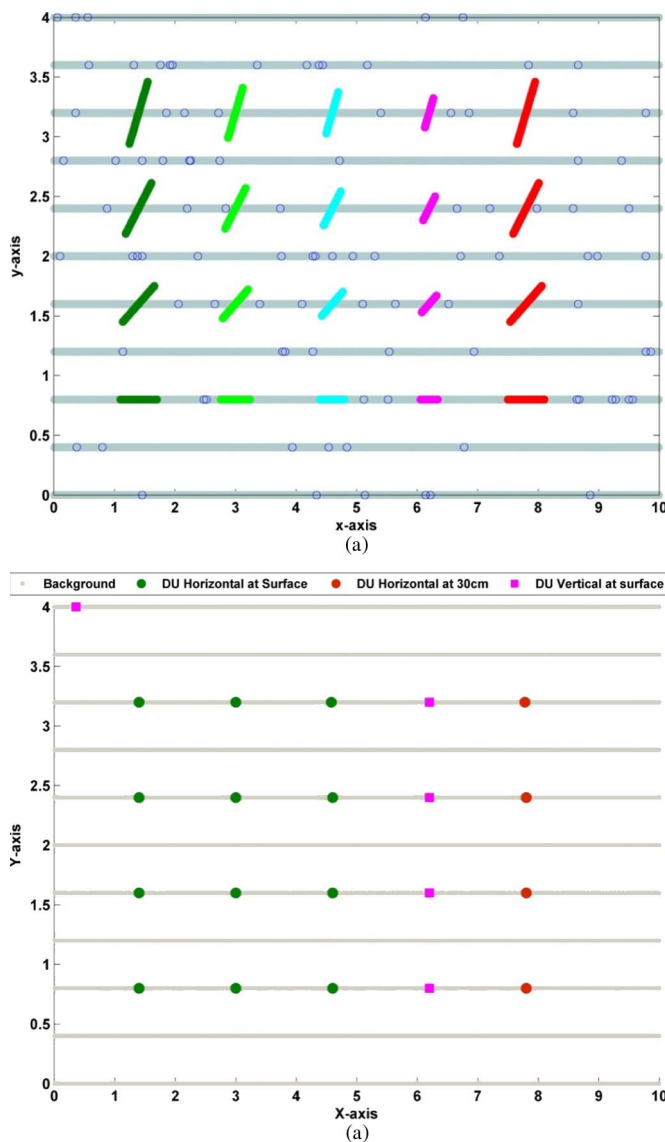 4
3.5
3
2.5
2
1.5
1
0.5
0
y-axis
0 1 2 3 4 5 6 7 8 9 10
x-axis
(a)
Background DU Horizontal at Surface DU Horizontal at 30cm DU Vertical at surface
4
3.5
3
2.5
2
1.5
1
0.5
0
Y-axis
0 1 2 3 4 5 6 7 8 9 10
X-axis
(a)